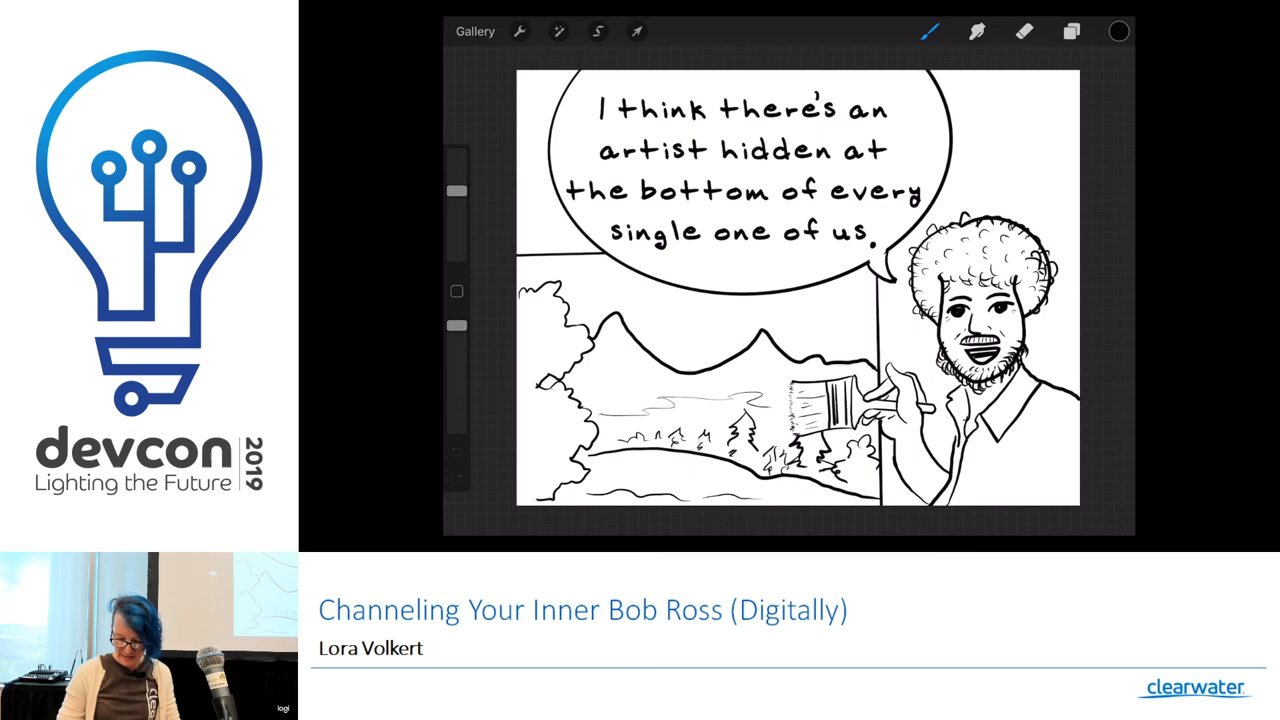 Gallery
I think there's an
artist hidden at
the bottom of every
single one of us.
devcon 2019
Lighting the Future
Channeling Your Inner Bob Ross (Digitally)
Lora Volkert
clearwater
logi